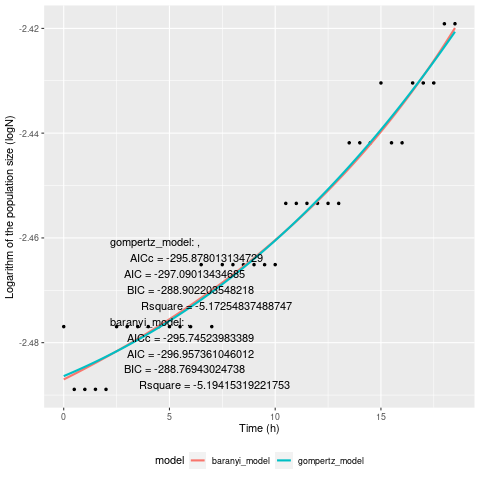 -2.42
-2.44
-2.46
-2.48
Logarithm of the population size (logN)
gompertz_model: ,
AICc = -295.878013134729
AIC = -297.09013434685
BIC = -288.902203548218
Rsquare = -5.17254837488747
baranyi_model: ,
AICc = -295.74523983389
AIC = -296.957361046012
BIC = -288.76943024738
Rsquare = -5.19415319221753
0 5 10 15
Time (h)
model baranyi_model gompertz_model